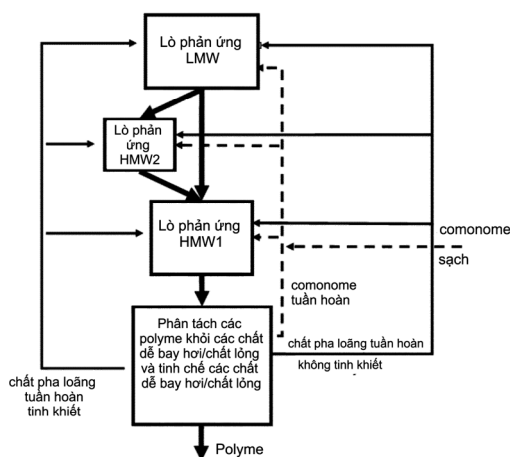 Lò phản ứng
LMW
Lò phản
ứng
HMW2
Lò phản ứng
HMW1
comonome
sạch
comonome
tuần hoàn
Phân tách các
polyme khỏi các chất
dễ bay hơi/chất lỏng
và tinh chế các chất
dễ bay hơi/chất lỏng
chất pha loãng tuần hoàn
không tinh khiết
chất pha loãng
tuần hoàn
tinh khiết
Polyme